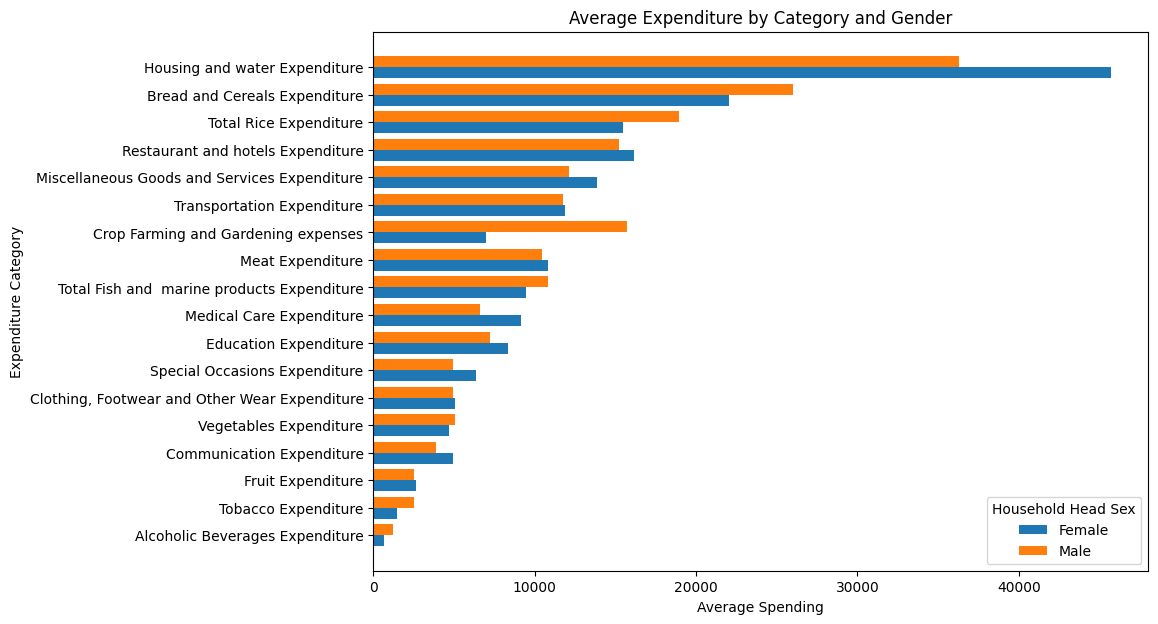 Average Expenditure by Category and Gender
Expenditure Category
Housing and water Expenditure
Bread and Cereals Expenditure
Total Rice Expenditure
Restaurant and hotels Expenditure
Miscellaneous Goods and Services Expenditure
Transportation Expenditure
Crop Farming and Gardening expenses
Meat Expenditure
Total Fish and  marine products Expenditure
Medical Care Expenditure
Education Expenditure
Special Occasions Expenditure
Clothing, Footwear and Other Wear Expenditure
Vegetables Expenditure
Communication Expenditure
Fruit Expenditure
Tobacco Expenditure
Alcoholic Beverages Expenditure
Household Head Sex
Female
Male
0 10000 20000 30000 40000
Average Spending